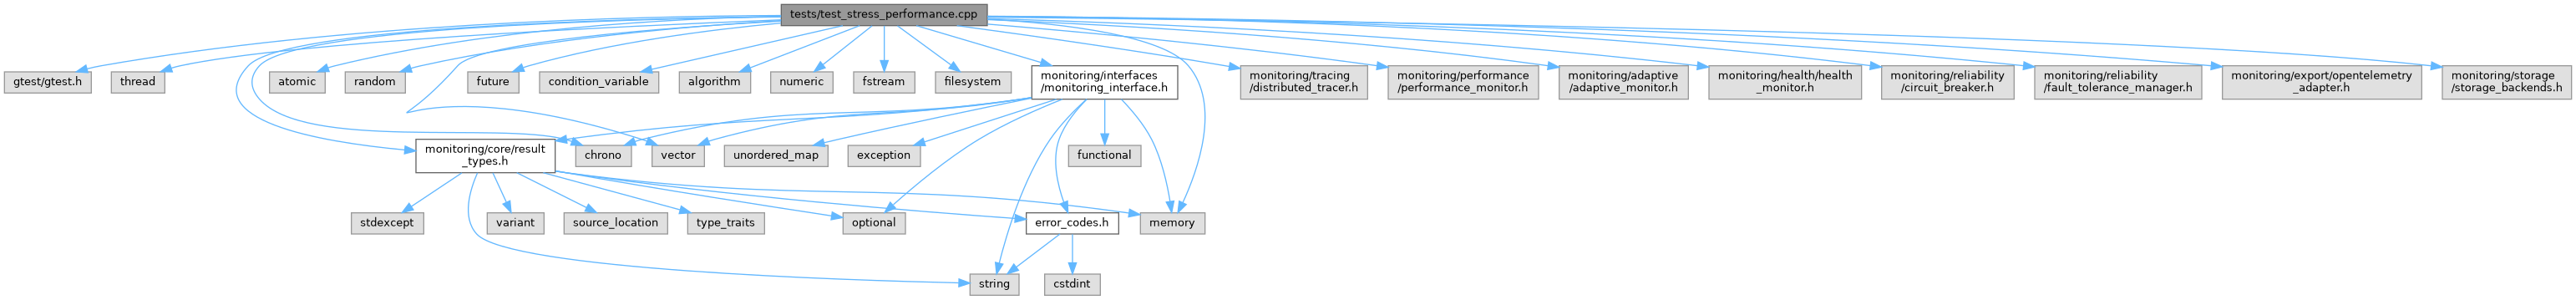 tests/test_stress_performance.cpp
gtest/gtest.h
thread
atomic
random
future
condition_variable
algorithm
numeric
fstream
filesystem
monitoring/interfaces
/monitoring_interface.h
monitoring/tracing
/distributed_tracer.h
monitoring/performance
/performance_monitor.h
monitoring/adaptive
/adaptive_monitor.h
monitoring/health/health
_monitor.h
monitoring/reliability
/circuit_breaker.h
monitoring/reliability
/fault_tolerance_manager.h
monitoring/export/opentelemetry
_adapter.h
monitoring/storage
/storage_backends.h
monitoring/core/result
_types.h
chrono
vector
unordered_map
exception
functional
stdexcept
variant
source_location
type_traits
optional
error_codes.h
memory
string
cstdint